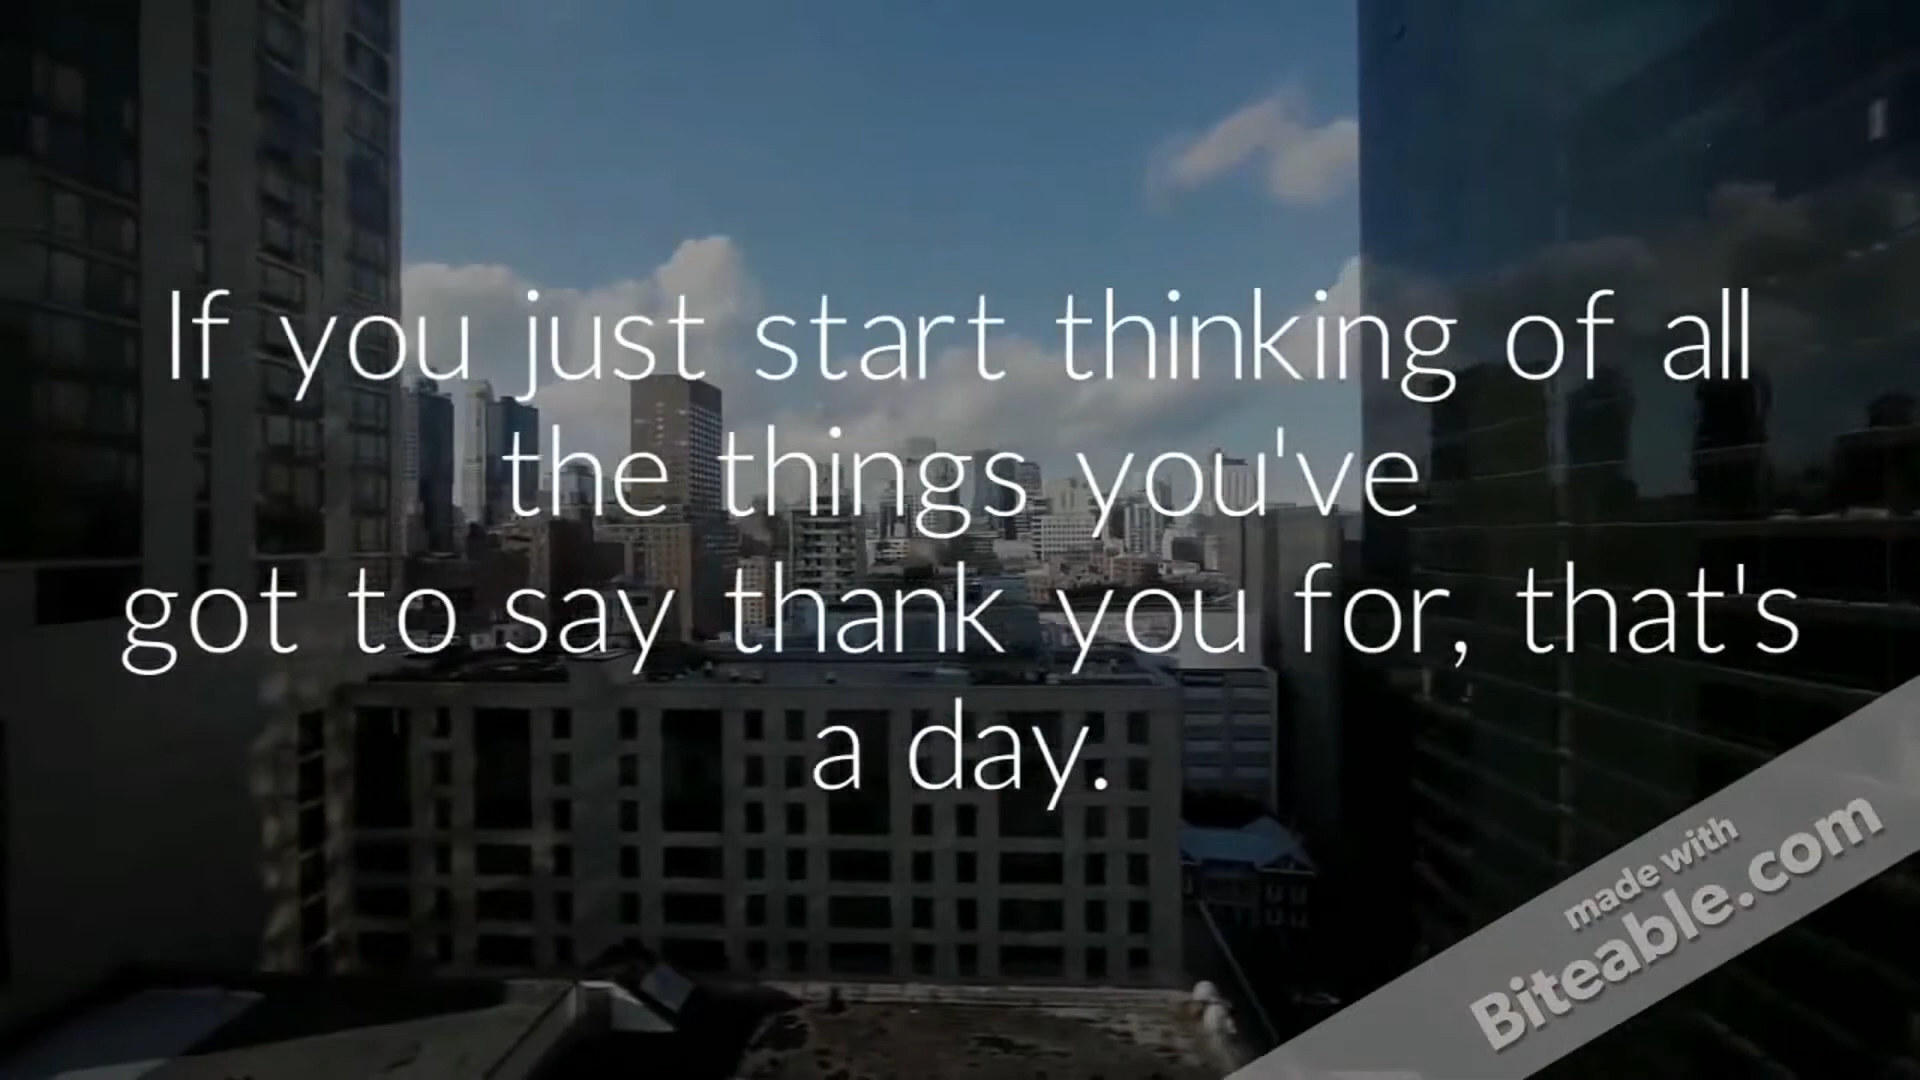 If you just start thinking of all
the things you've
got to say thank you for, that's
a day.
made with
Biteable.com